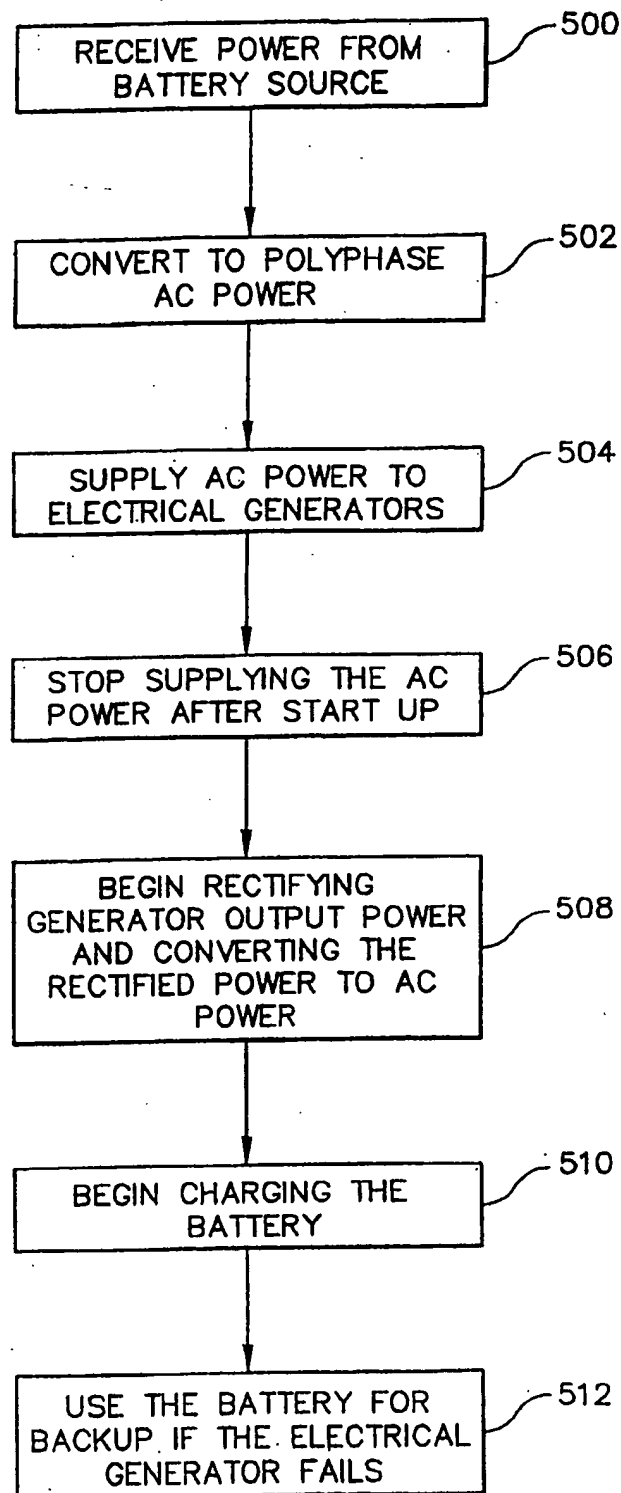 RECEIVE POWER FROM
BATTERY SOURCE
500
CONVERT TO POLYPHASE
AC POWER
502
SUPPLY AC POWER TO
ELECTRICAL GENERATORS
504
STOP SUPPLYING THE AC
POWER AFTER START UP
506
BEGIN RECTIFYING
GENERATOR OUTPUT POWER
AND CONVERTING THE
RECTIFIED POWER TO AC
POWER
508
BEGIN CHARGING THE
BATTERY
510
USE THE BATTERY FOR
BACKUP IF THE ELECTRICAL
GENERATOR FAILS
512